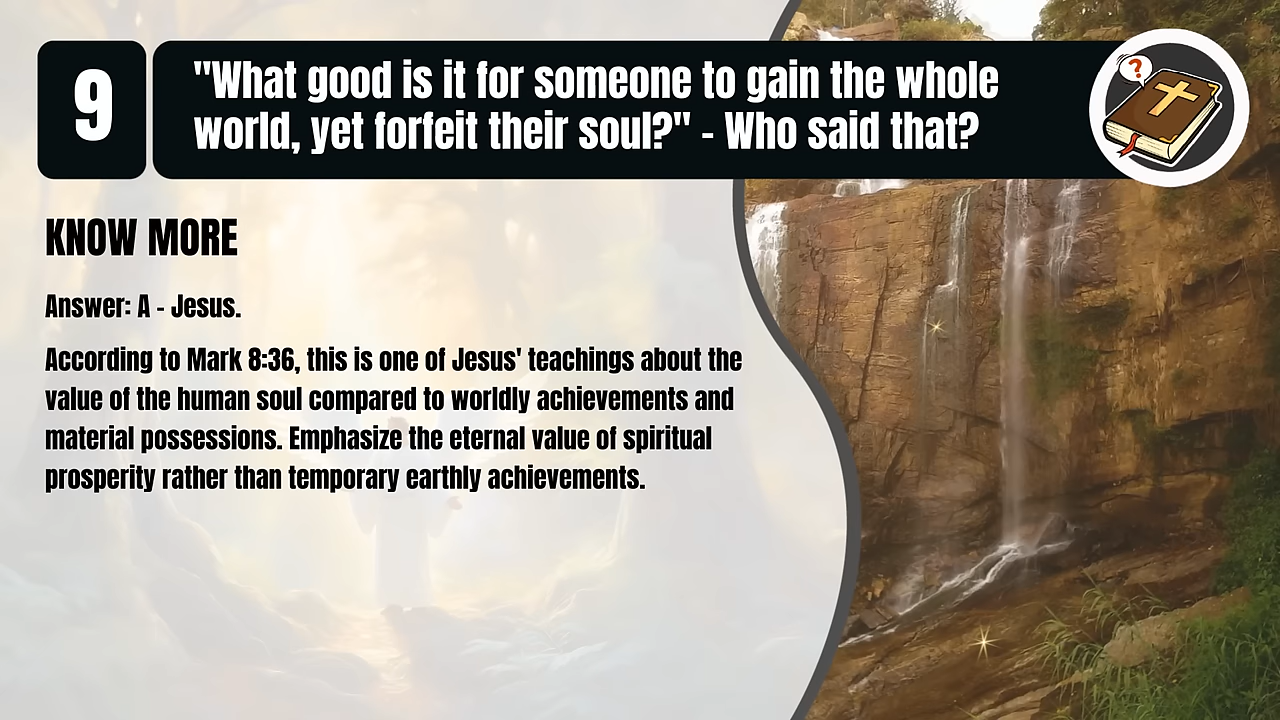 9
"What good is it for someone to gain the whole
world, yet forfeit their soul?" - Who said that?
?
KNOW MORE
Answer: A - Jesus.
According to Mark 8:36, this is one of Jesus' teachings about the
value of the human soul compared to worldly achievements and
material possessions. Emphasize the eternal value of spiritual
prosperity rather than temporary earthly achievements.